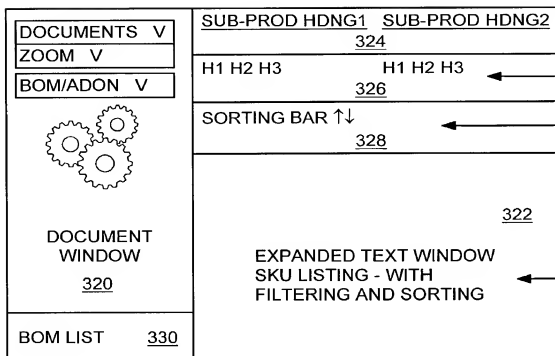 DOCUMENTS V
ZOOM V
BOM/ADON V
DOCUMENT
WINDOW
320
BOM LIST 330
SUB-PROD HDNG1 SUB-PROD HDNG2
324
H1 H2 H3 H1 H2 H3
326
SORTING BAR ↑↓
328
322
EXPANDED TEXT WINDOW
SKU LISTING - WITH
FILTERING AND SORTING